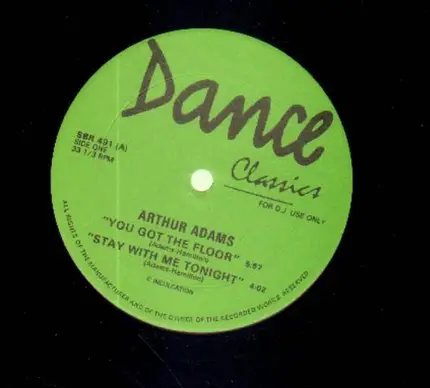 Dance
Classics
FOR D.J. USE ONLY
SBR 491 (A)
SIDE ONE
33 1/3 RPM
ARTHUR ADAMS
"YOU GOT THE FLOOR" 5:57
(Adams-Hamilton)
"STAY WITH ME TONIGHT" 4:02
(Adams-Hamilton)
ALL RIGHTS OF THE MANUFACTURER AND OF THE OWNER OF THE RECORDED WORKS RESERVED